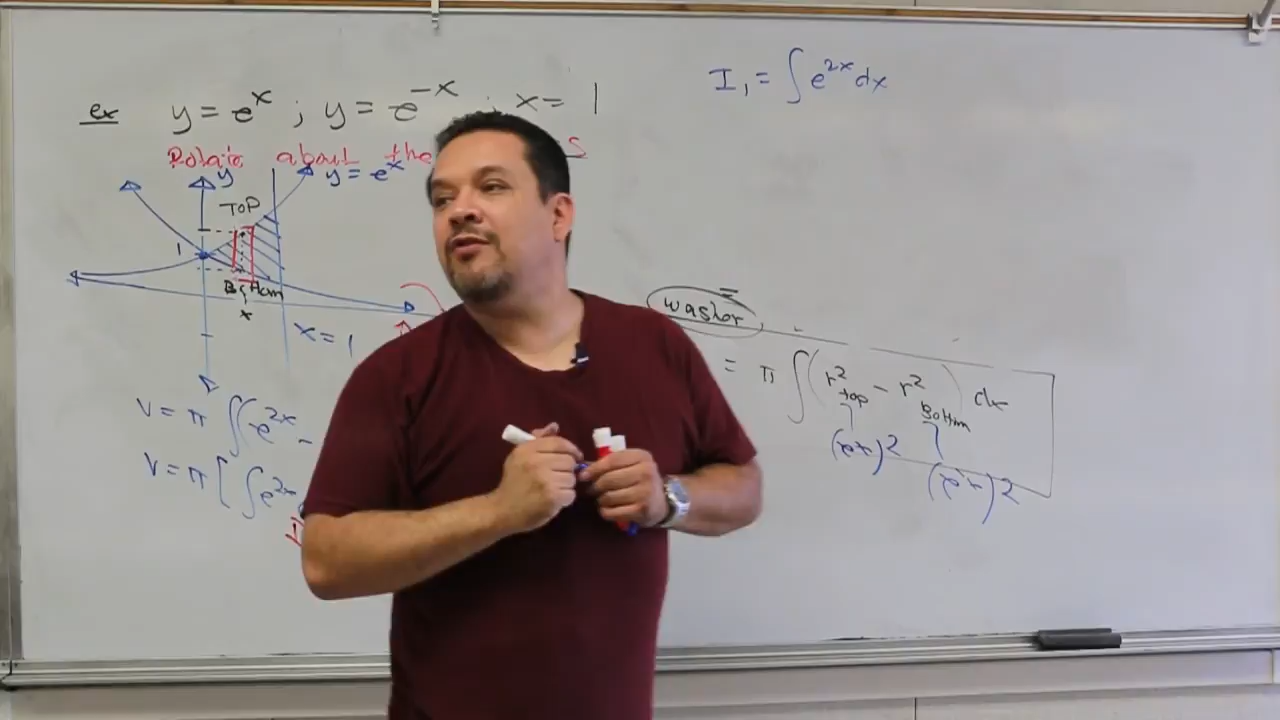 ex y = e^x ; y = e^-x ; x = 1
Rotate about the
S
y
y = e^x
TOP
1
Bottom
x
x = 1
V = π ∫(e^2x -
V = π [ ∫e^2x
I₁ = ∫ e^2x dx
washer
= π ∫ ( r²top - r²Bottom ) dx
(e^x)²
(e^-x)²